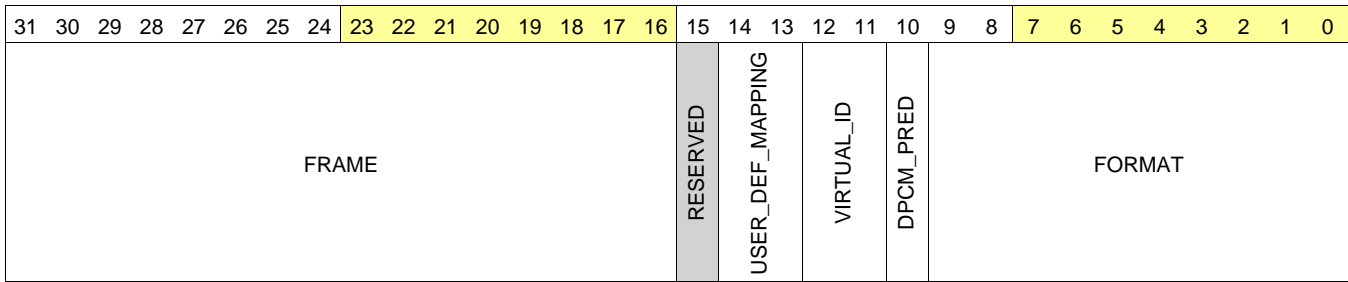 31 30 29 28 27 26 25 24 23 22 21 20 19 18 17 16 15 14 13 12 11 10 9 8 7 6 5 4 3 2 1 0
FRAME
RESERVED
USER_DEF_MAPPING
VIRTUAL_ID
DPCM_PRED
FORMAT